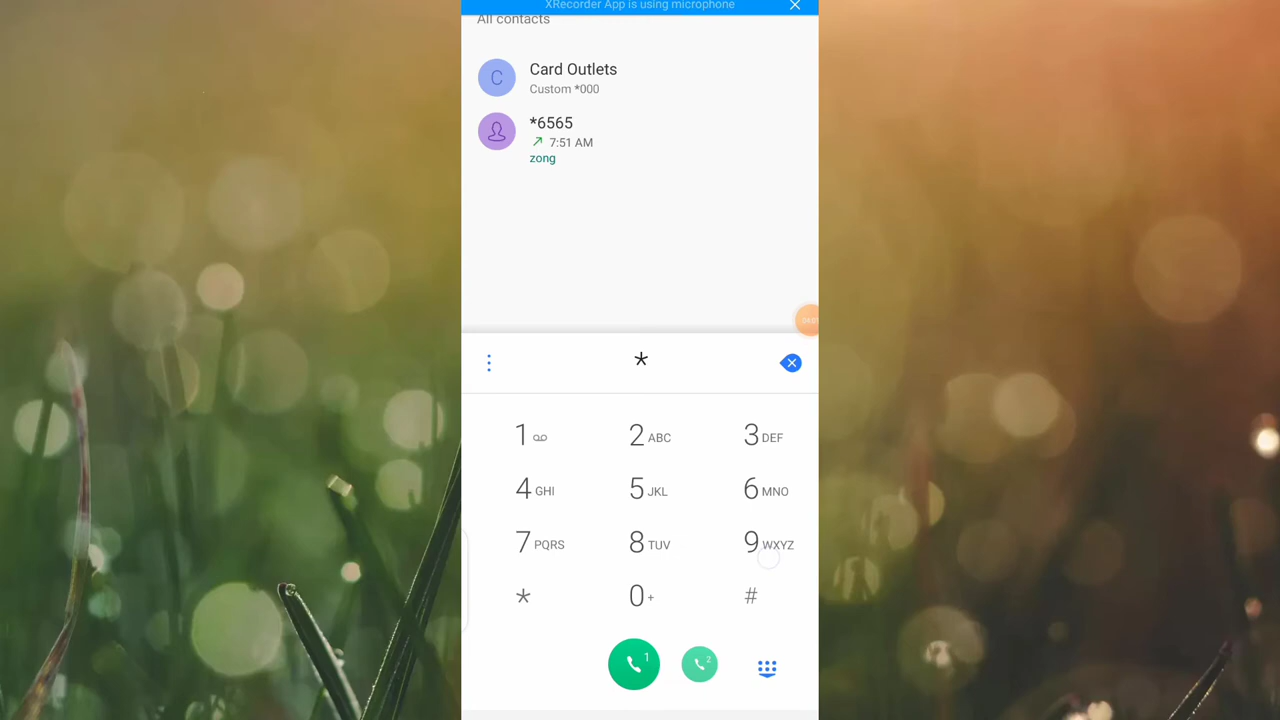 XRecorder App is using microphone
All contacts
C
Card Outlets
Custom *000
*6565
7:51 AM
zong
*
1
2 ABC
3 DEF
4 GHI
5 JKL
6 MNO
7 PQRS
8 TUV
9 WXYZ
*
0 +
#
1
2